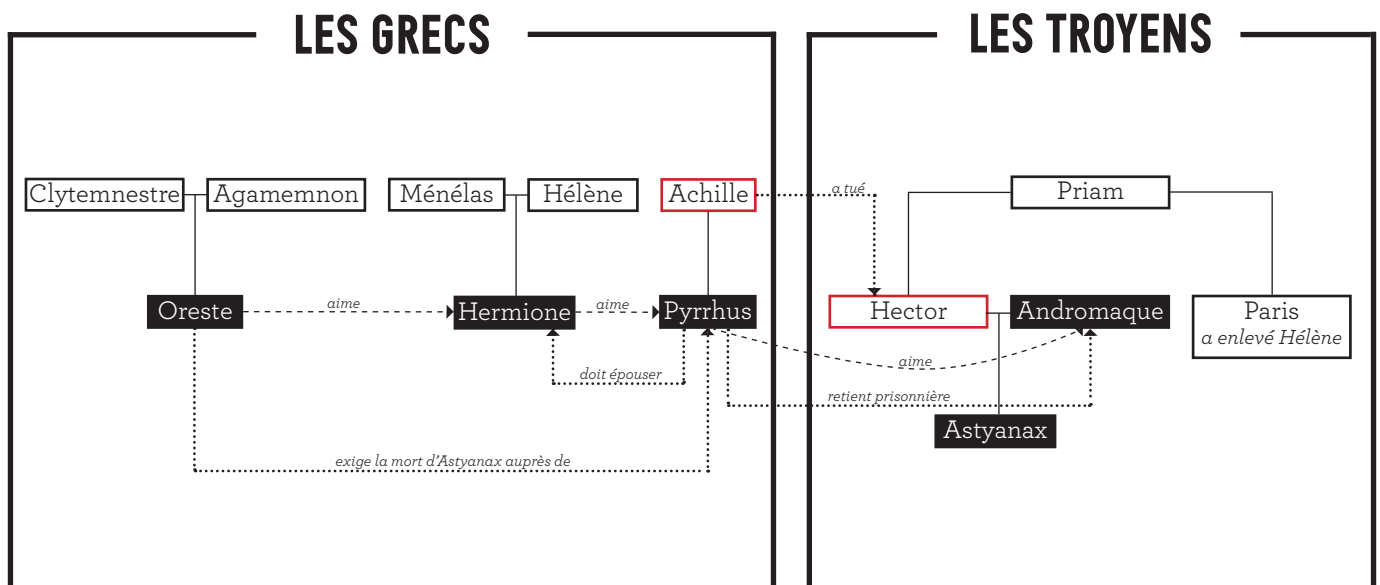 LES GRECS
LES TROYENS
Clytemnestre
Agamemnon
Ménélas
Hélène
Achille
a tué
Priam
Oreste
aime
Hermione
aime
Pyrrhus
Hector
Andromaque
Paris
a enlevé Hélène
aime
doit épouser
retient prisonnière
Astyanax
exige la mort d'Astyanax auprès de